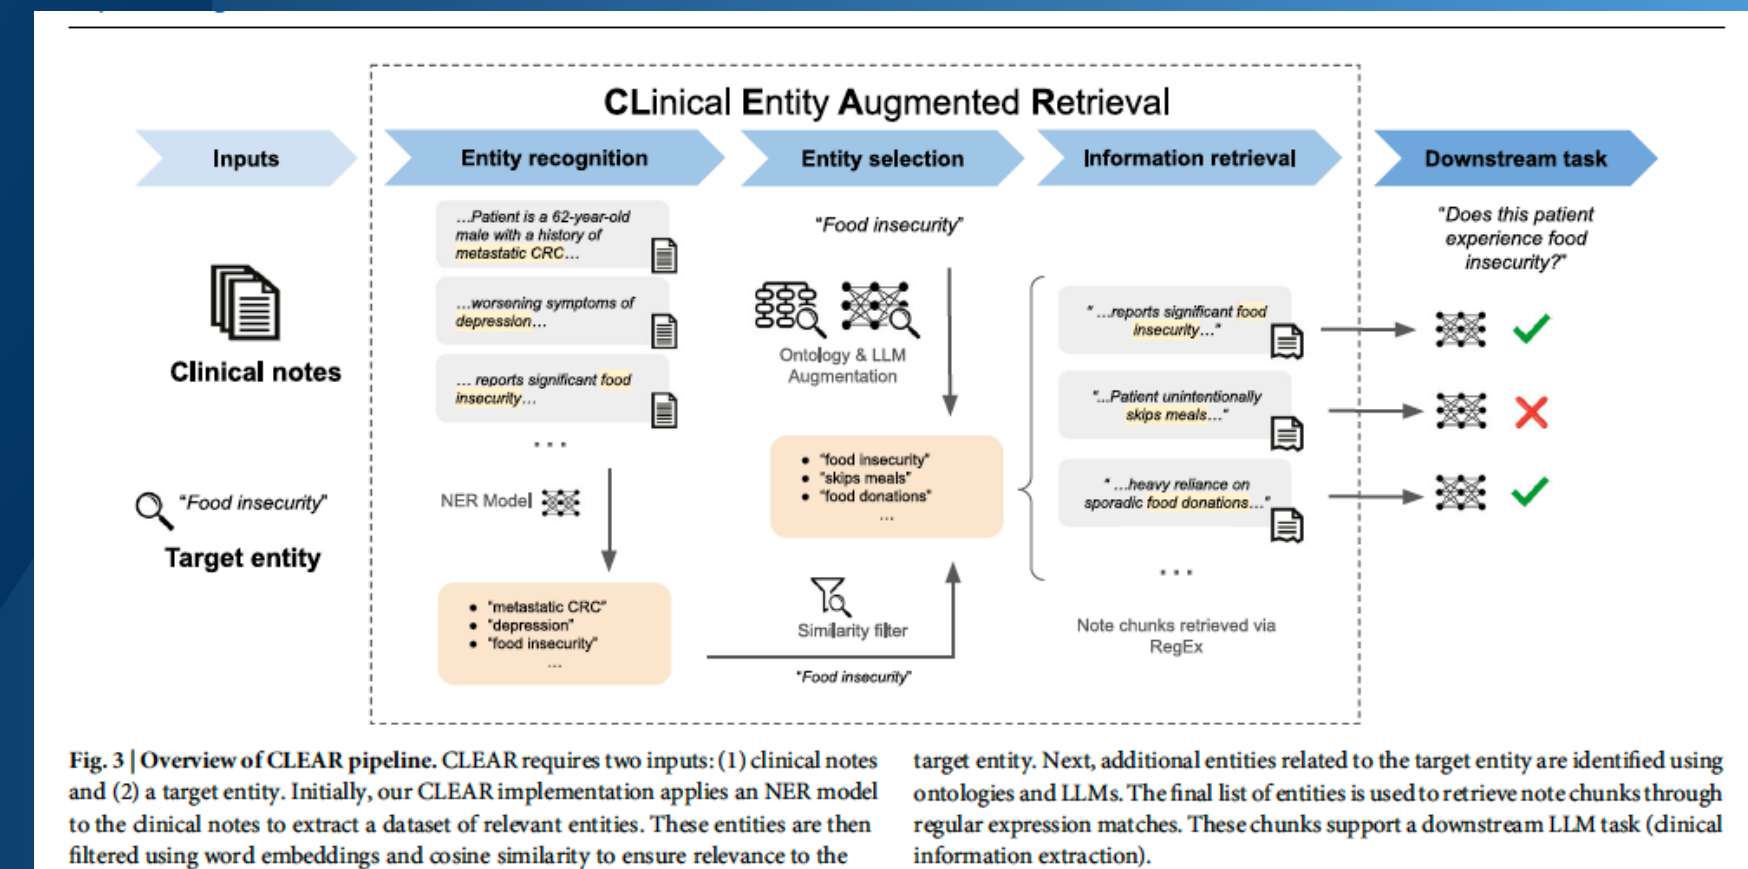 CLinical Entity Augmented Retrieval
Inputs
Entity recognition
Entity selection
Information retrieval
Downstream task
Clinical notes
"Food insecurity"
Target entity
...Patient is a 62-year-old
male with a history of
metastatic CRC...
...worsening symptoms of
depression...
... reports significant food
insecurity...
...
NER Model
• "metastatic CRC"
• "depression"
• "food insecurity"
...
"Food insecurity"
Ontology & LLM
Augmentation
• "food insecurity"
• "skips meals"
• "food donations"
...
Similarity filter
"Food insecurity"
" ...reports significant food
insecurity..."
"...Patient unintentionally
skips meals..."
" ...heavy reliance on
sporadic food donations..."
...
Note chunks retrieved via
RegEx
"Does this patient
experience food
insecurity?"
Fig. 3 | Overview of CLEAR pipeline. CLEAR requires two inputs: (1) clinical notes
and (2) a target entity. Initially, our CLEAR implementation applies an NER model
to the clinical notes to extract a dataset of relevant entities. These entities are then
filtered using word embeddings and cosine similarity to ensure relevance to the
target entity. Next, additional entities related to the target entity are identified using
ontologies and LLMs. The final list of entities is used to retrieve note chunks through
regular expression matches. These chunks support a downstream LLM task (clinical
information extraction).